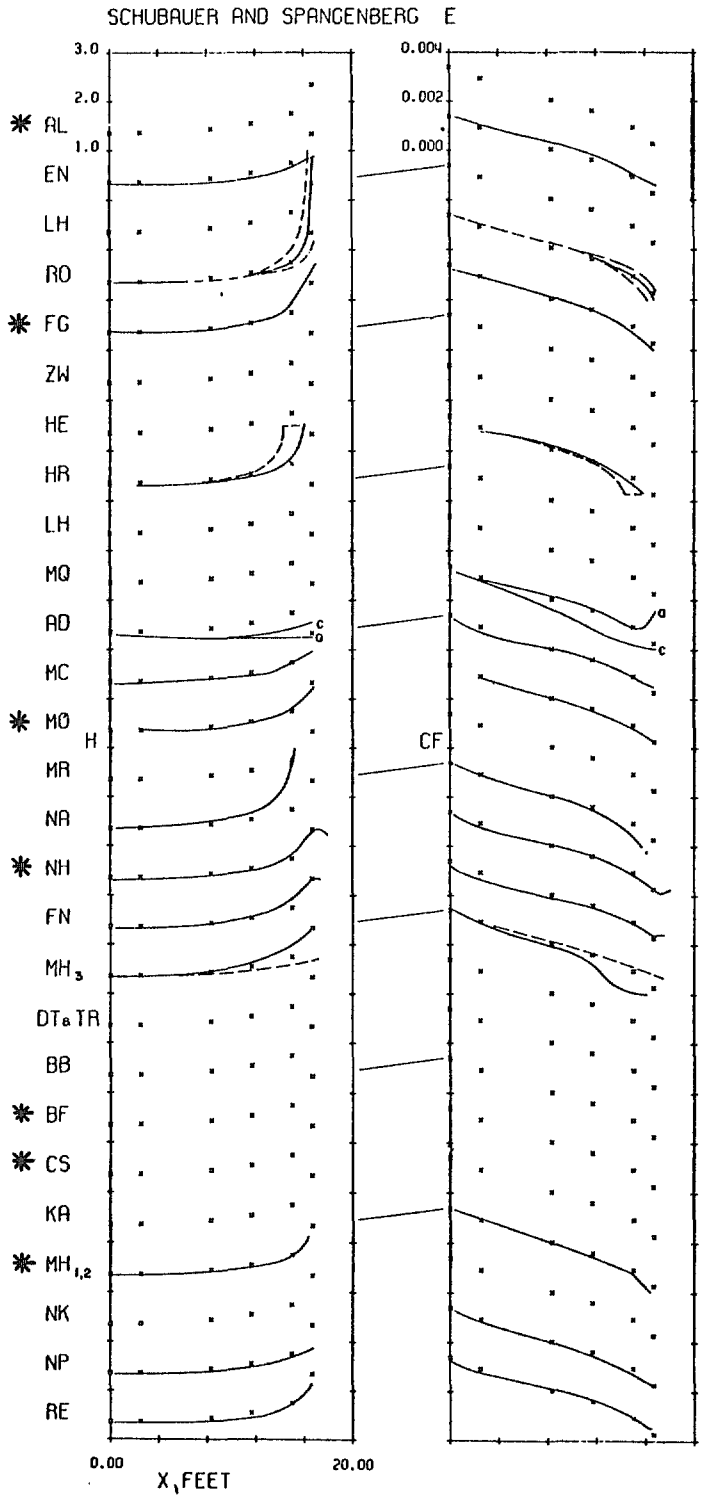 SCHUBAUER AND SPANGENBERG E
3.0
2.0
1.0
0.004
0.002
0.000
* AL
EN
LH
RO
* FG
ZW
HE
HR
LH
MQ
AD
c
a
a
c
MC
* MO
H
CF
MR
NA
* NH
FN
MH3
DT & TR
BB
* BF
* CS
KA
* MH1,2
NK
NP
RE
0.00
20.00
X, FEET